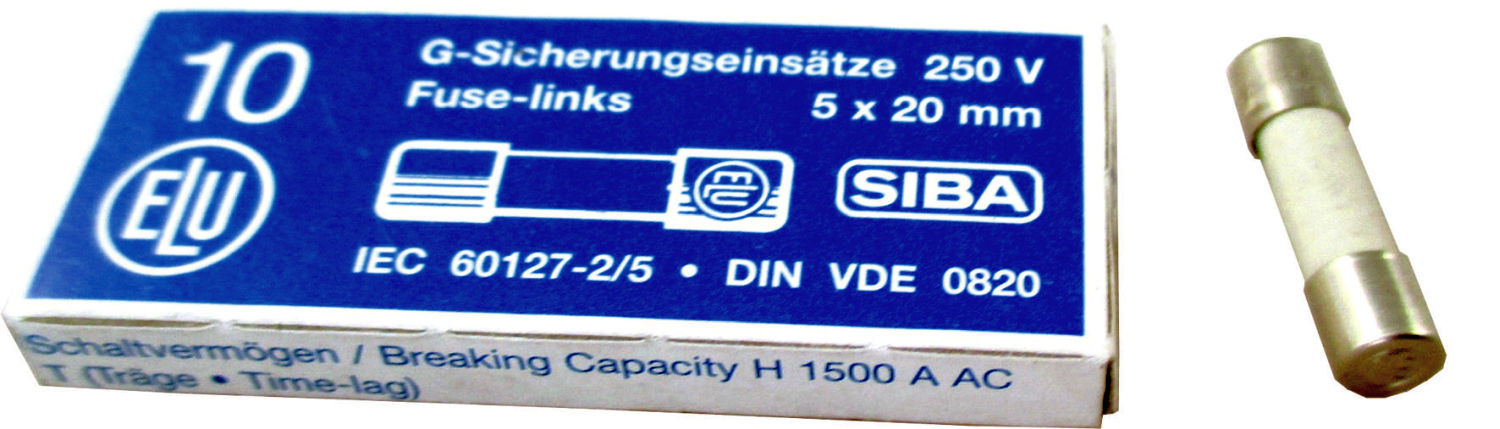 10
G-Sicherungseinsätze 250 V
Fuse-links 5 x 20 mm
ELU
ELU
SIBA
IEC 60127-2/5 • DIN VDE 0820
Schaltvermögen / Breaking Capacity H 1500 A AC
T (Träge • Time-lag)